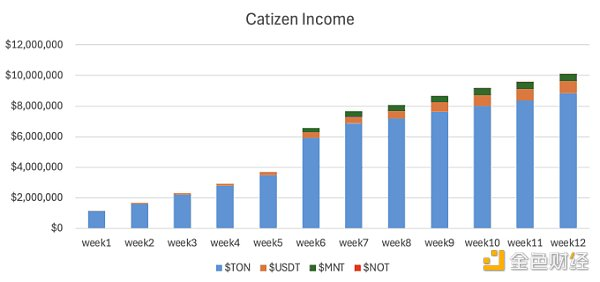 Catizen Income
$12,000,000
$10,000,000
$8,000,000
$6,000,000
$4,000,000
$2,000,000
$0
week1 week2 week3 week4 week5 week6 week7 week8 week9 week10 week11 week12
$TON $USDT $MNT $NOT
金色财经